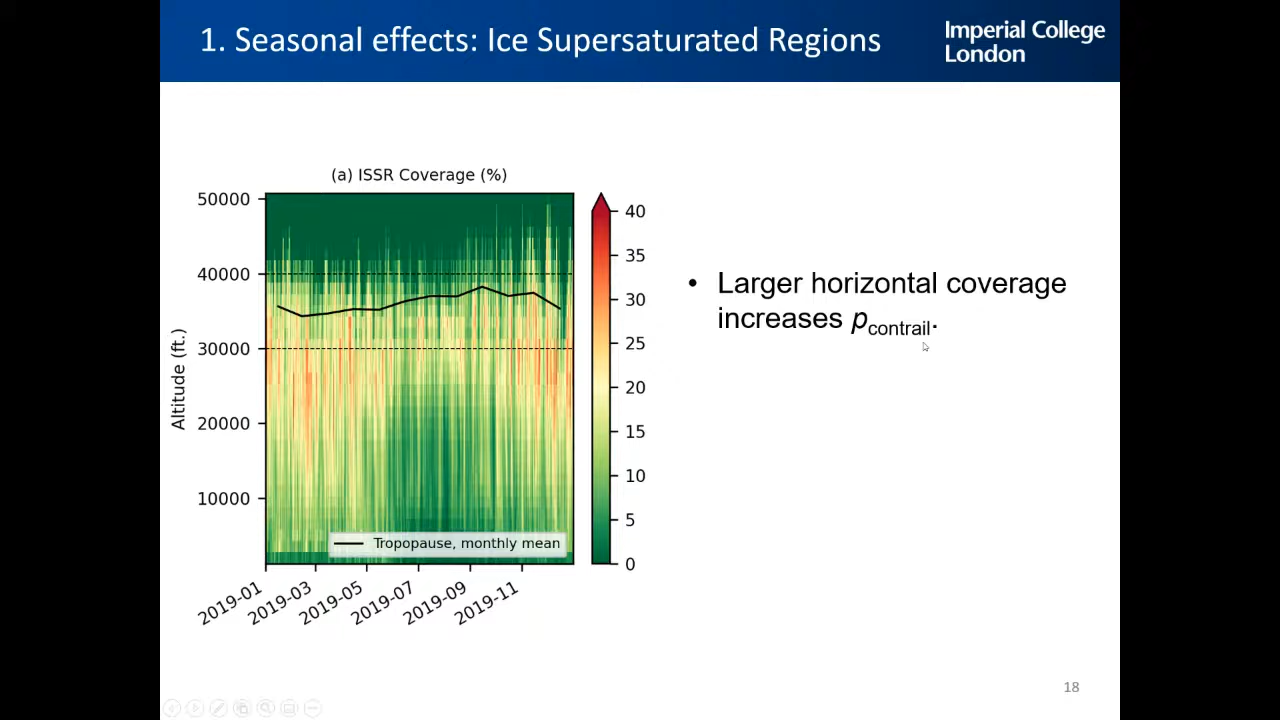 1. Seasonal effects: Ice Supersaturated Regions
Imperial College
London
(a) ISSR Coverage (%)
50000
40000
30000
20000
10000
Altitude (ft.)
Tropopause, monthly mean
2019-01
2019-03
2019-05
2019-07
2019-09
2019-11
40
35
30
25
20
15
10
5
0
• Larger horizontal coverage
increases pcontrail.
18